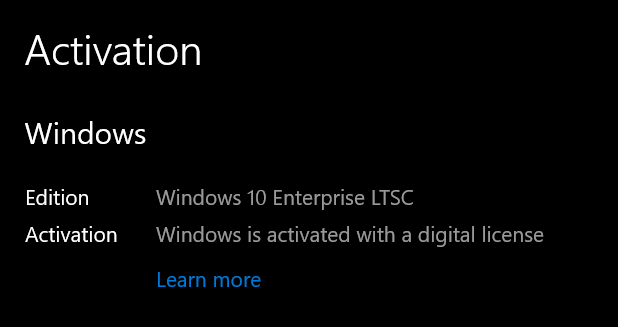 Activation
Windows
Edition Windows 10 Enterprise LTSC
Activation Windows is activated with a digital license
Learn more